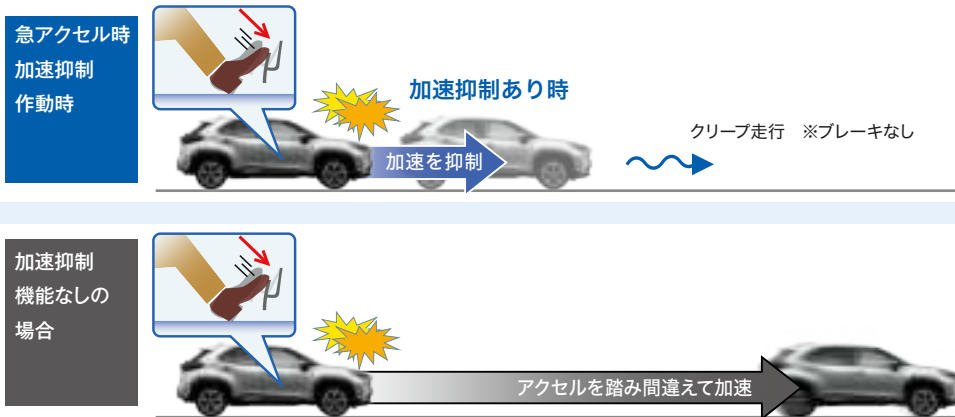 急アクセル時
加速抑制
作動時
加速抑制あり時
クリープ走行 ※ブレーキなし
加速を抑制
加速抑制
機能なしの
場合
アクセルを踏み間違えて加速